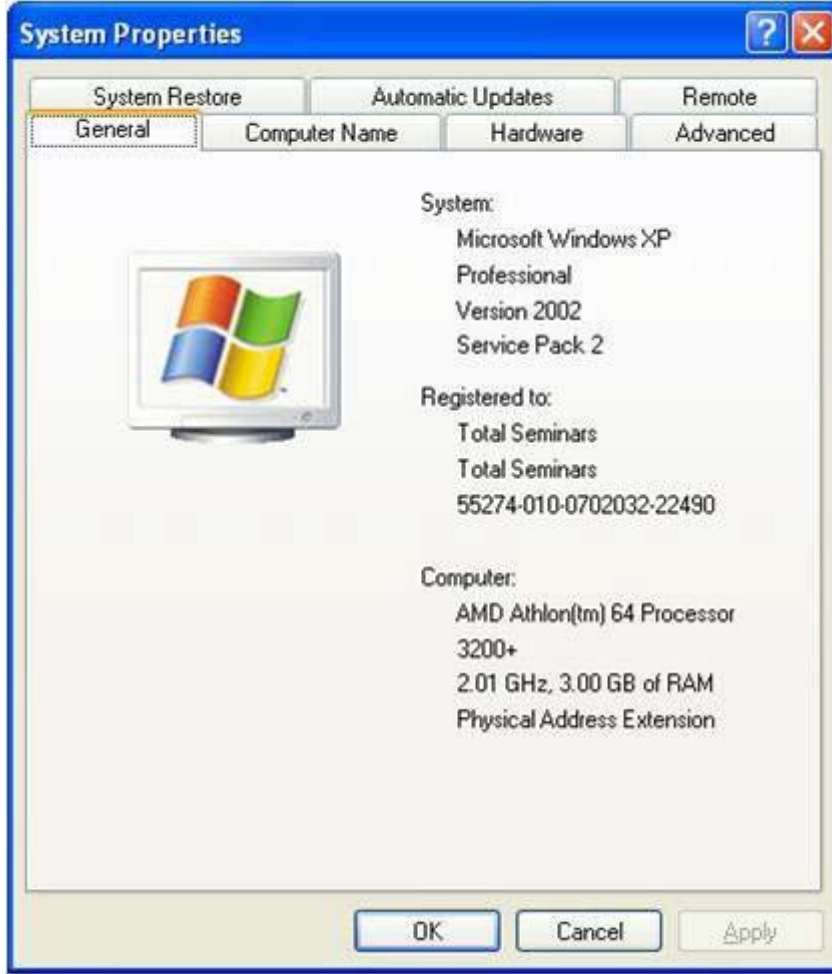 System Properties
System Restore Automatic Updates Remote
General Computer Name Hardware Advanced
System:
Microsoft Windows XP
Professional
Version 2002
Service Pack 2
Registered to:
Total Seminars
Total Seminars
55274-010-0702032-22490
Computer:
AMD Athlon(tm) 64 Processor
3200+
2.01 GHz, 3.00 GB of RAM
Physical Address Extension
OK Cancel Apply